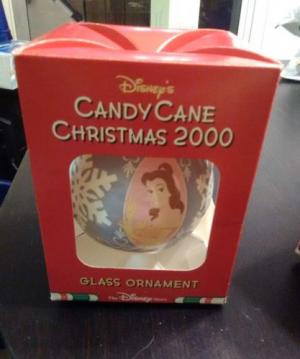 Disney's
CANDY CANE
CHRISTMAS 2000
GLASS ORNAMENT
The Disney Store